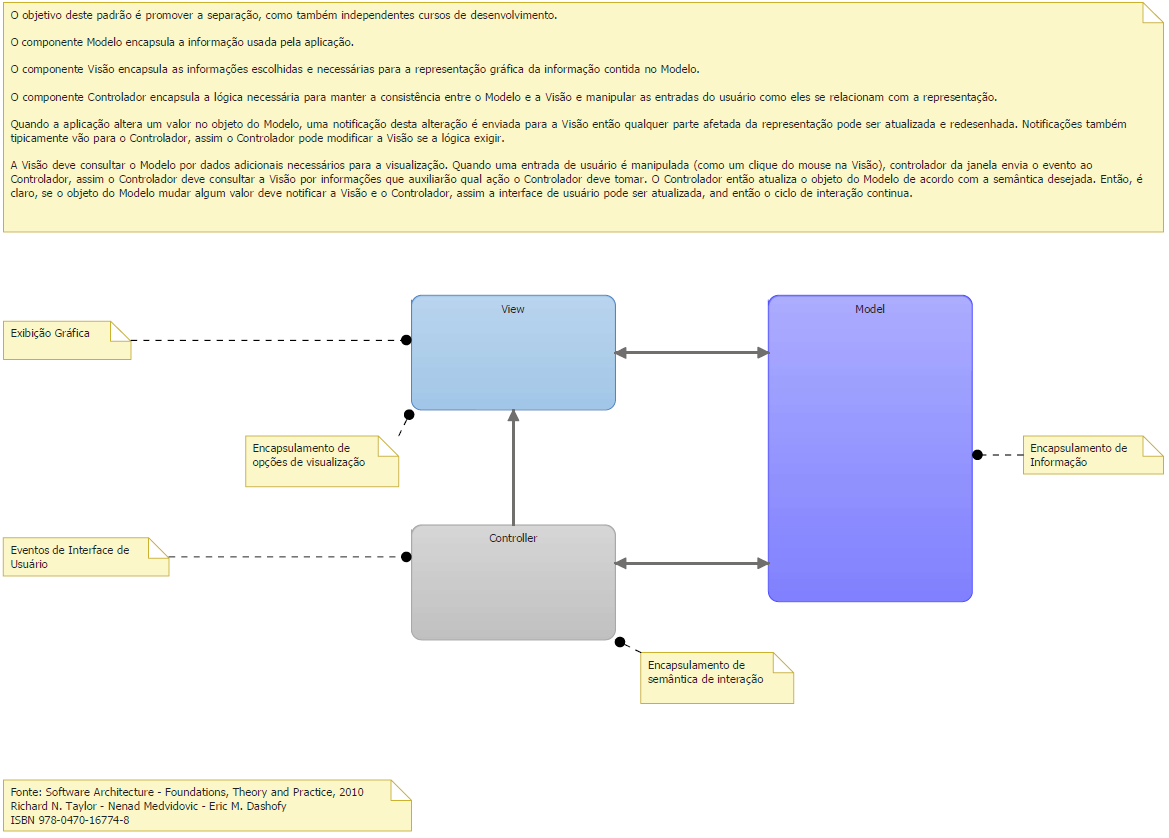 O objetivo deste padrão é promover a separação, como também independentes cursos de desenvolvimento.
O componente Modelo encapsula a informação usada pela aplicação.
O componente Visão encapsula as informações escolhidas e necessárias para a representação gráfica da informação contida no Modelo.
O componente Controlador encapsula a lógica necessária para manter a consistência entre o Modelo e a Visão e manipular as entradas do usuário como eles se relacionam com a representação.
Quando a aplicação altera um valor no objeto do Modelo, uma notificação desta alteração é enviada para a Visão então qualquer parte afetada da representação pode ser atualizada e redesenhada. Notificações também
tipicamente vão para o Controlador, assim o Controlador pode modificar a Visão se a lógica exigir.
A Visão deve consultar o Modelo por dados adicionais necessários para a visualização. Quando uma entrada de usuário é manipulada (como um clique do mouse na Visão), controlador da janela envia o evento ao
Controlador, assim o Controlador deve consultar a Visão por informações que auxiliarão qual ação o Controlador deve tomar. O Controlador então atualiza o objeto do Modelo de acordo com a semântica desejada. Então, é
claro, se o objeto do Modelo mudar algum valor deve notificar a Visão e o Controlador, assim a interface de usuário pode ser atualizada, and então o ciclo de interação continua.
View
Model
Exibição Gráfica
Encapsulamento de
opções de visualização
Encapsulamento de
Informação
Controller
Eventos de Interface de
Usuário
Encapsulamento de
semântica de interação
Fonte: Software Architecture - Foundations, Theory and Practice, 2010
Richard N. Taylor - Nenad Medvidovic - Eric M. Dashofy
ISBN 978-0470-16774-8